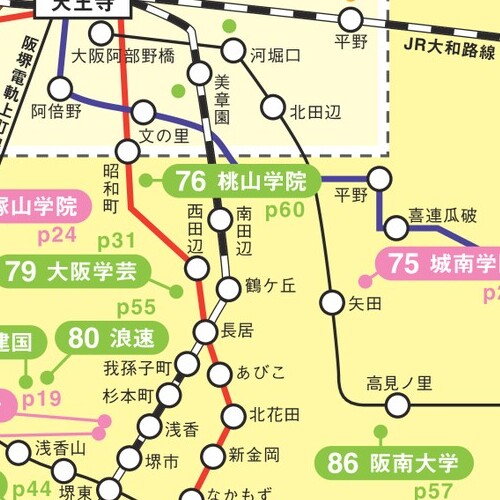 天王寺
大阪阿部野橋
河堀口
平野
JR大和路線
阪堺電軌上町
阿倍野
美章園
北田辺
文の里
昭和町
76 桃山学院
p60
平野
喜連瓜破
塚山学院
p24
西田辺
南田辺
p31
75 城南学
79 大阪学芸
p55
鶴ケ丘
矢田
建国
80 浪速
長居
我孫子町
あびこ
高見ノ里
p19
杉本町
北花田
浅香
浅香山
新金岡
堺市
86 阪南大学
p44
堺東
なかもず
p57